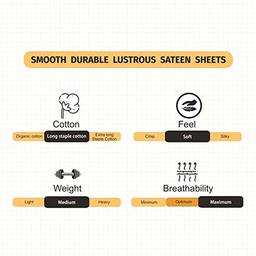 SMOOTH DURABLE LUSTROUS SATEEN SHEETS
Cotton
Organic cotton
Long staple cotton
Extra long
Staple Cotton
Feel
Crisp
Soft
Silky
Weight
Light
Medium
Heavy
Breathability
Minimum
Optimum
Maximum